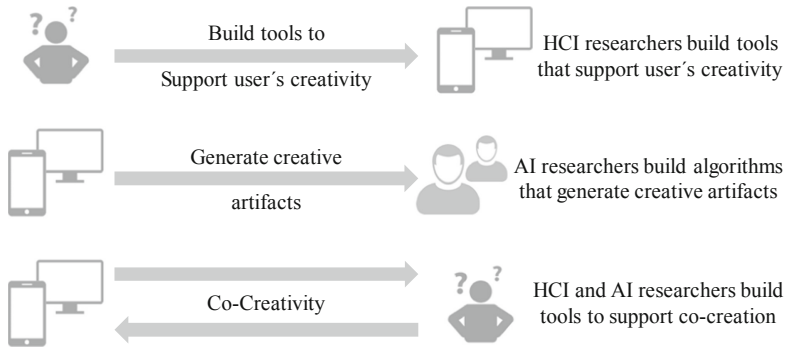 ? ?
Build tools to
Support user´s creativity
HCI researchers build tools
that support user´s creativity
Generate creative
artifacts
AI researchers build algorithms
that generate creative artifacts
Co-Creativity
? ?
HCI and AI researchers build
tools to support co-creation